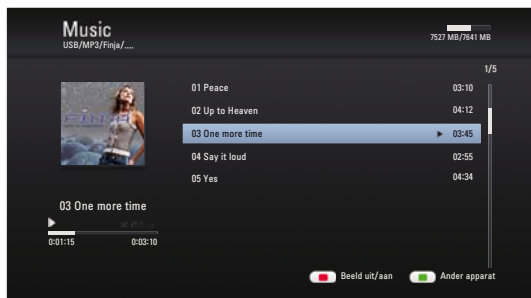 Music
USB/MP3/Finja/....
7527 MB/7641 MB
1/5
01 Peace 03:10
02 Up to Heaven 04:12
03 One more time 03:45
04 Say it loud 02:55
05 Yes 04:34
FINJA
03 One more time
0:01:15 0:03:10
Beeld uit/aan Ander apparat